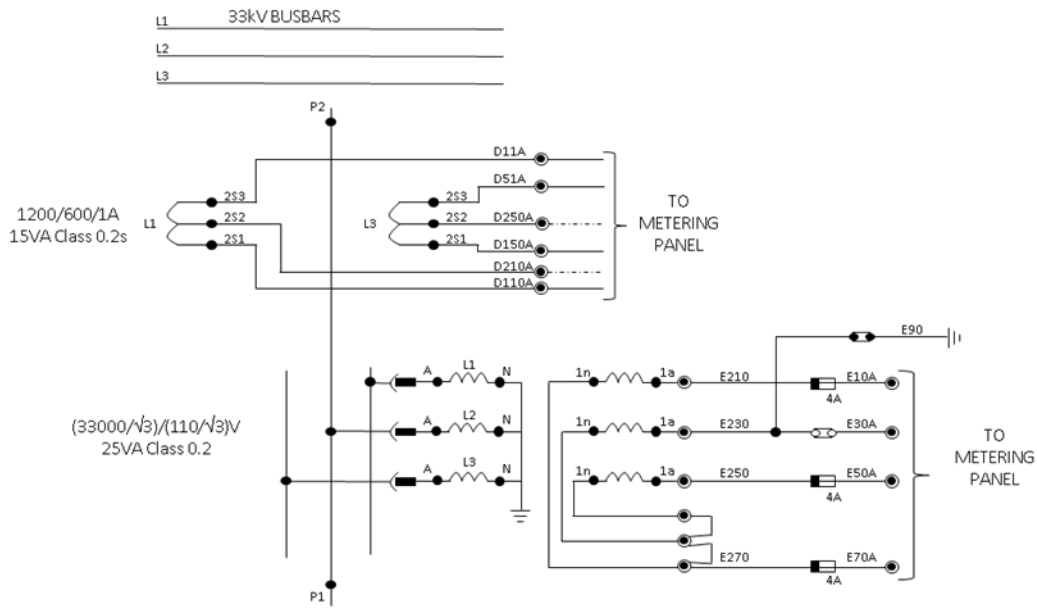 33kV BUSBARS
L1
L2
L3
P2
D11A
D51A
2S3
2S3
1200/600/1A
15VA Class 0.2s
L1
2S2
L3
2S2
D250A
TO
METERING
PANEL
2S1
2S1
D150A
D210A
D110A
E90
L1
A
N
1n
1a
E210
E10A
4A
(33000/√3)/(110/√3)V
25VA Class 0.2
L2
A
N
1n
1a
E230
E30A
TO
METERING
PANEL
L3
A
N
1n
1a
E250
E50A
4A
E270
E70A
4A
P1